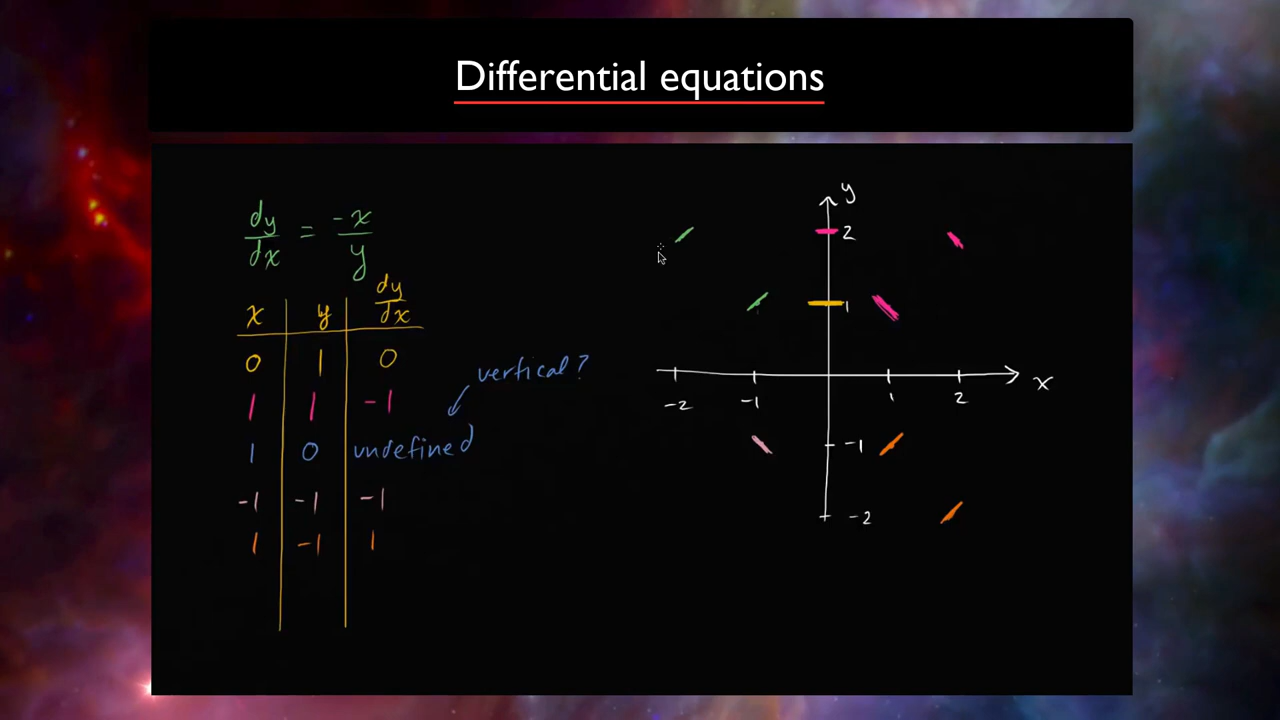 Differential equations
dy/dx = -x/y
x y dy/dx
0 1 0
1 1 -1
vertical?
1 0 undefined
-1 -1 -1
1 -1 1
y
2
1
-2 -1 1 2 x
-1
-2